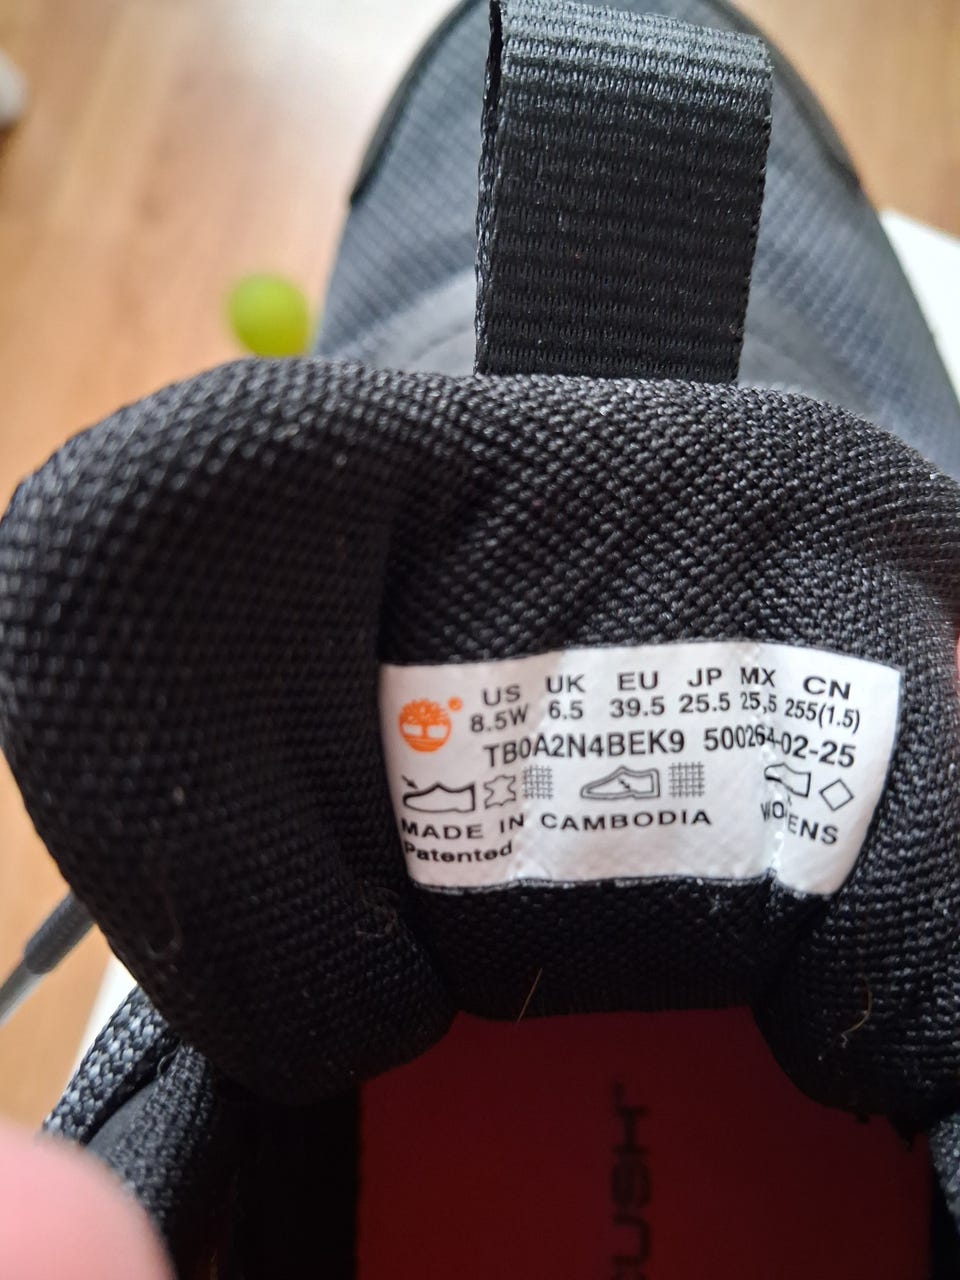 US UK EU JP MX CN
8.5W 6.5 39.5 25.5 25,5 255(1.5)
TB0A2N4BEK9 500264-02-25
MADE IN CAMBODIA
WOMENS
Patented